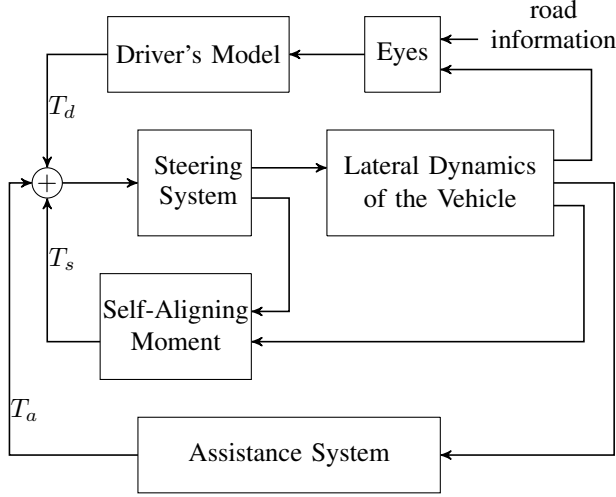 road
information
Driver's Model
Eyes
T_d
Steering
System
Lateral Dynamics
of the Vehicle
+
T_s
Self-Aligning
Moment
T_a
Assistance System